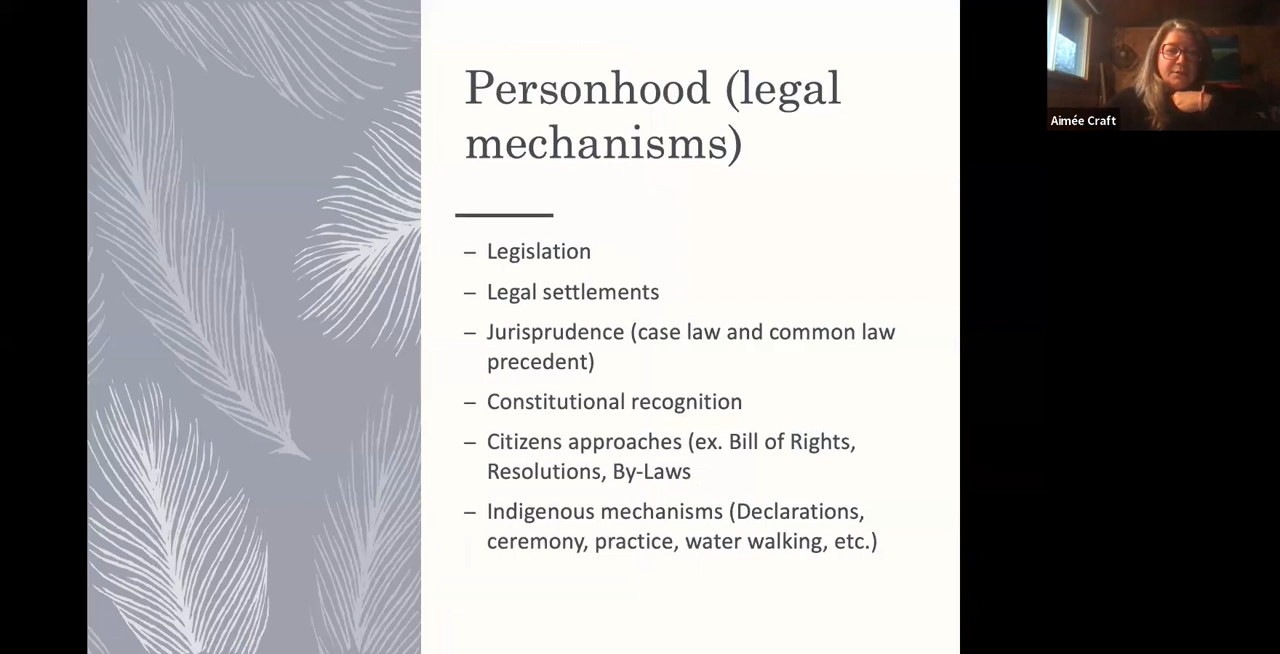 Personhood (legal
mechanisms)
– Legislation
– Legal settlements
– Jurisprudence (case law and common law
precedent)
– Constitutional recognition
– Citizens approaches (ex. Bill of Rights,
Resolutions, By-Laws
– Indigenous mechanisms (Declarations,
ceremony, practice, water walking, etc.)
Aimée Craft